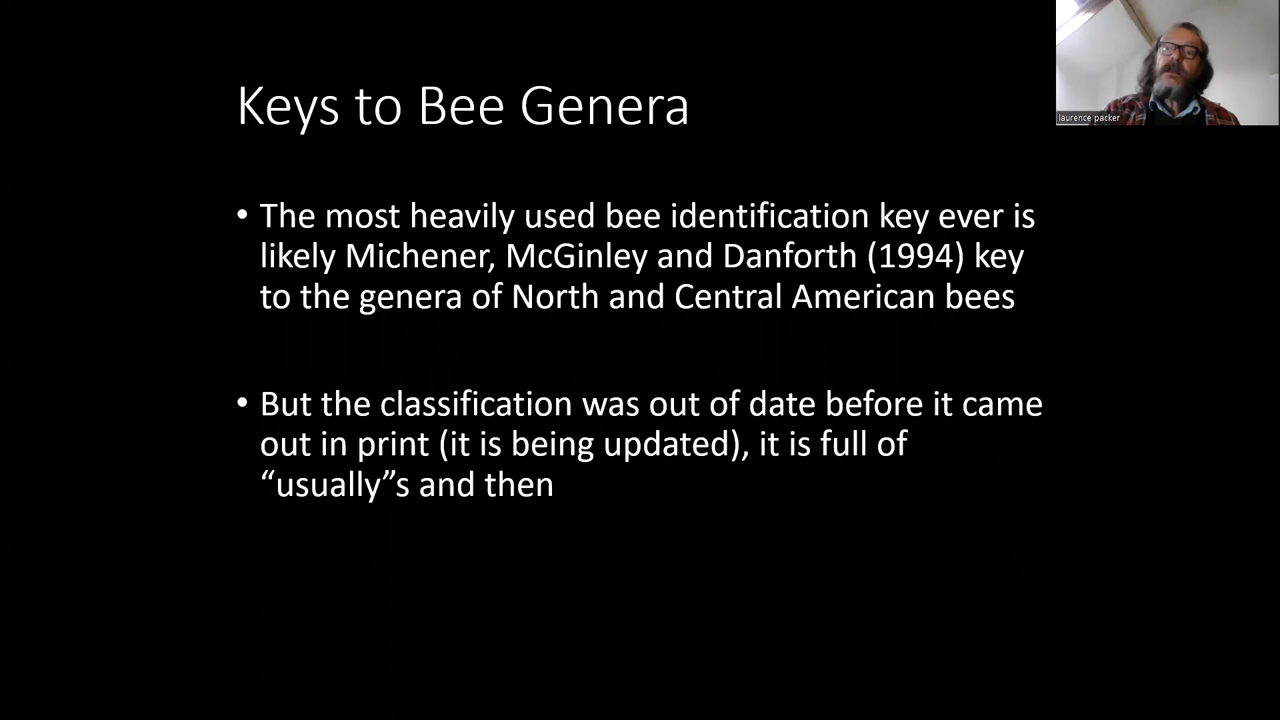 laurence packer
Keys to Bee Genera
• The most heavily used bee identification key ever is
likely Michener, McGinley and Danforth (1994) key
to the genera of North and Central American bees
• But the classification was out of date before it came
out in print (it is being updated), it is full of
“usually”s and then